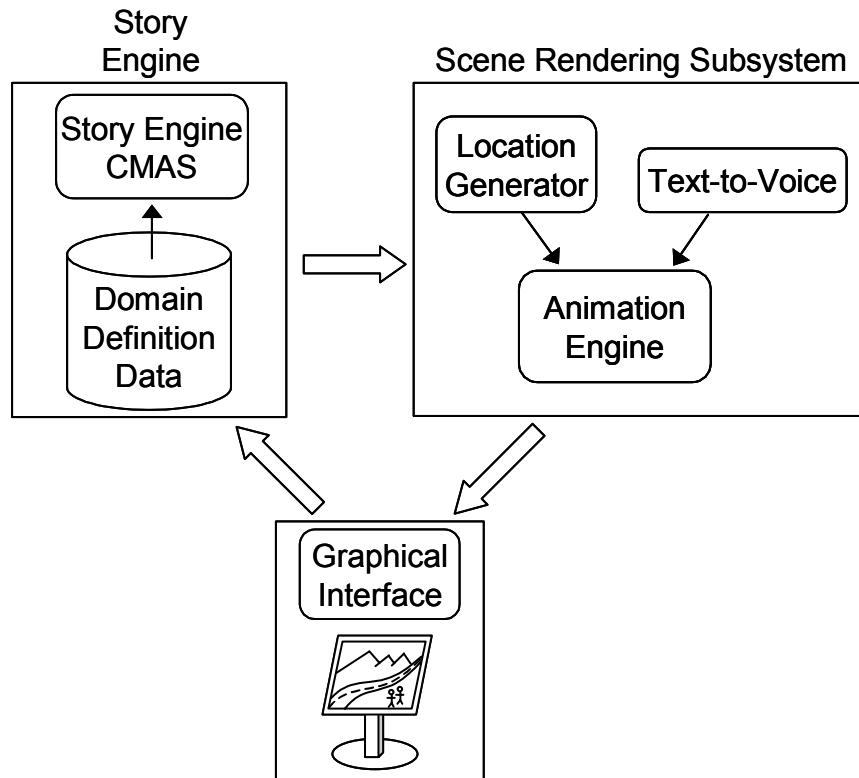 Story
Engine
Scene Rendering Subsystem
Story Engine
CMAS
Domain
Definition
Data
Location
Generator
Text-to-Voice
Animation
Engine
Graphical
Interface